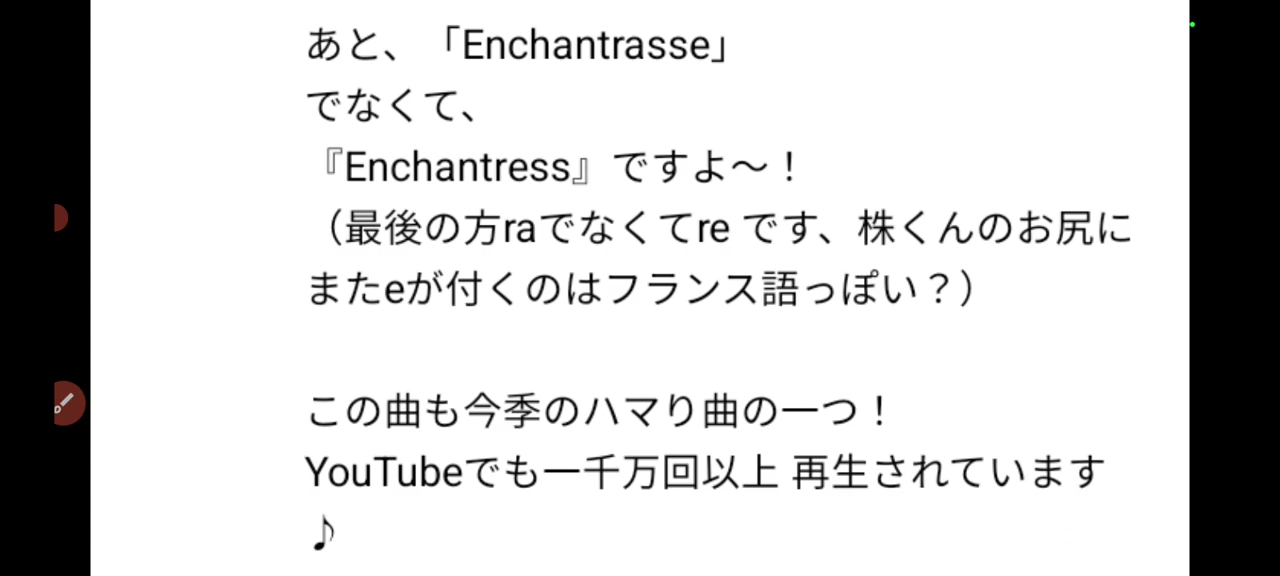 あと、「Enchantrasse」
でなくて、
『Enchantress』ですよ〜！
（最後の方raでなくてre です、株くんのお尻に
またeが付くのはフランス語っぽい？）
この曲も今季のハマり曲の一つ！
YouTubeでも一千万回以上 再生されています
♪